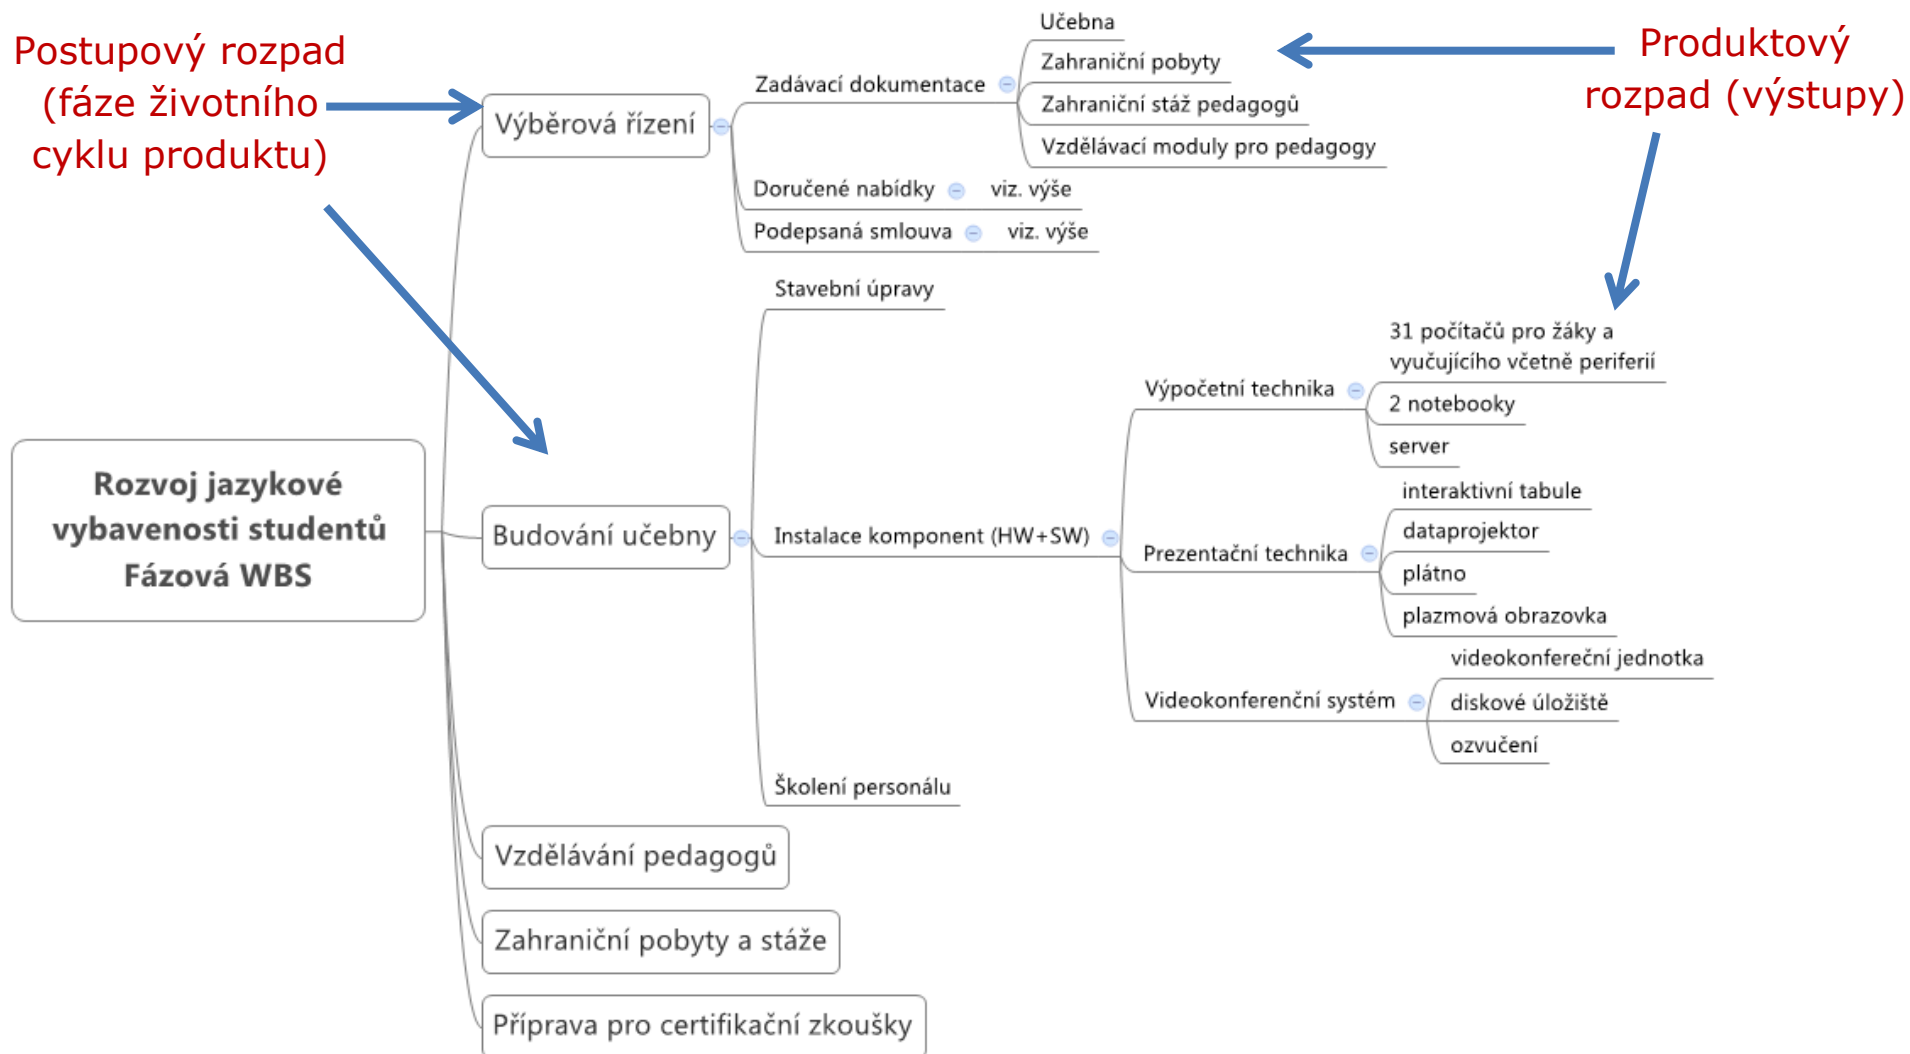 Postupový rozpad
(fáze životního
cyklu produktu)
Produktový
rozpad (výstupy)
Rozvoj jazykové
vybavenosti studentů
Fázová WBS
Výběrová řízení
Zadávací dokumentace
Učebna
Zahraniční pobyty
Zahraniční stáž pedagogů
Vzdělávací moduly pro pedagogy
Doručené nabídky
viz. výše
Podepsaná smlouva
viz. výše
Budování učebny
Stavební úpravy
Instalace komponent (HW+SW)
Výpočetní technika
31 počítačů pro žáky a
vyučujícího včetně periferií
2 notebooky
server
Prezentační technika
interaktivní tabule
dataprojektor
plátno
plazmová obrazovka
Videokonferenční systém
videokonfereční jednotka
diskové úložiště
ozvučení
Školení personálu
Vzdělávání pedagogů
Zahraniční pobyty a stáže
Příprava pro certifikační zkoušky